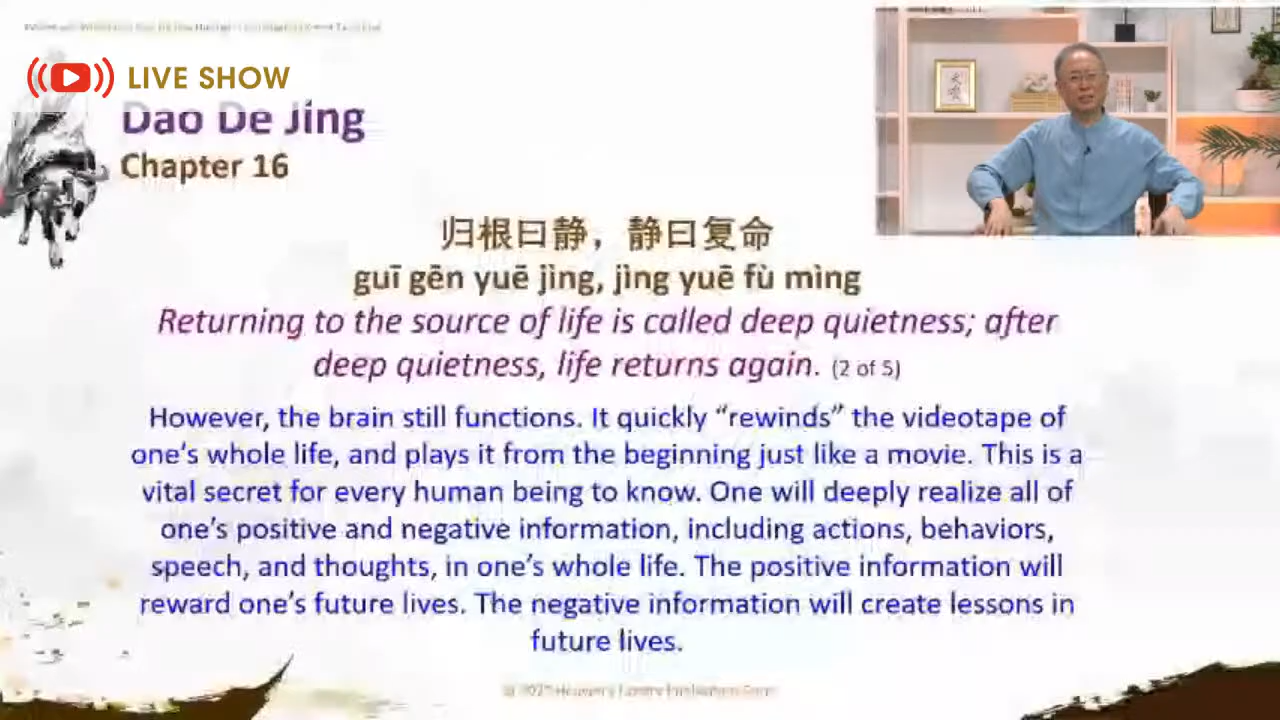 LIVE SHOW
Dao De Jing
Chapter 16
归根曰静，静曰复命
guī gēn yuē jìng, jìng yuē fù mìng
Returning to the source of life is called deep quietness; after
deep quietness, life returns again. (2 of 5)
However, the brain still functions. It quickly “rewinds” the videotape of
one’s whole life, and plays it from the beginning just like a movie. This is a
vital secret for every human being to know. One will deeply realize all of
one’s positive and negative information, including actions, behaviors,
speech, and thoughts, in one’s whole life. The positive information will
reward one’s future lives. The negative information will create lessons in
future lives.